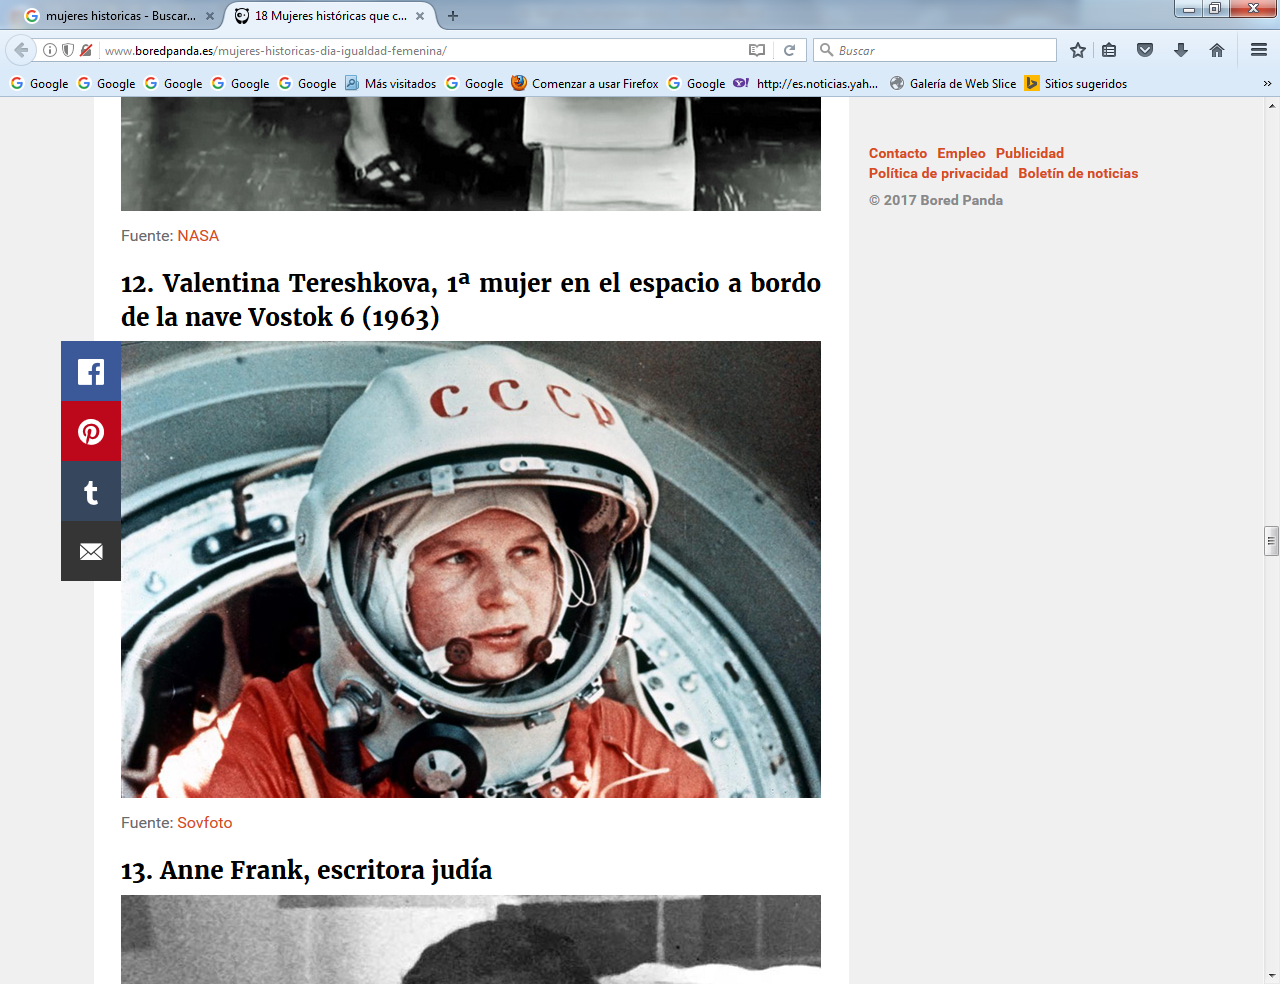 mujeres historicas - Buscar...
18 Mujeres históricas que c...
www.boredpanda.es/mujeres-historicas-dia-igualdad-femenina/
Buscar
Google Google Google Google Google Más visitados Google Comenzar a usar Firefox Google http://es.noticias.yah... Galería de Web Slice Sitios sugeridos
Contacto Empleo Publicidad
Política de privacidad Boletín de noticias
© 2017 Bored Panda
Fuente: NASA
12. Valentina Tereshkova, 1ª mujer en el espacio a bordo
de la nave Vostok 6 (1963)
СССР
Fuente: Sovfoto
13. Anne Frank, escritora judía